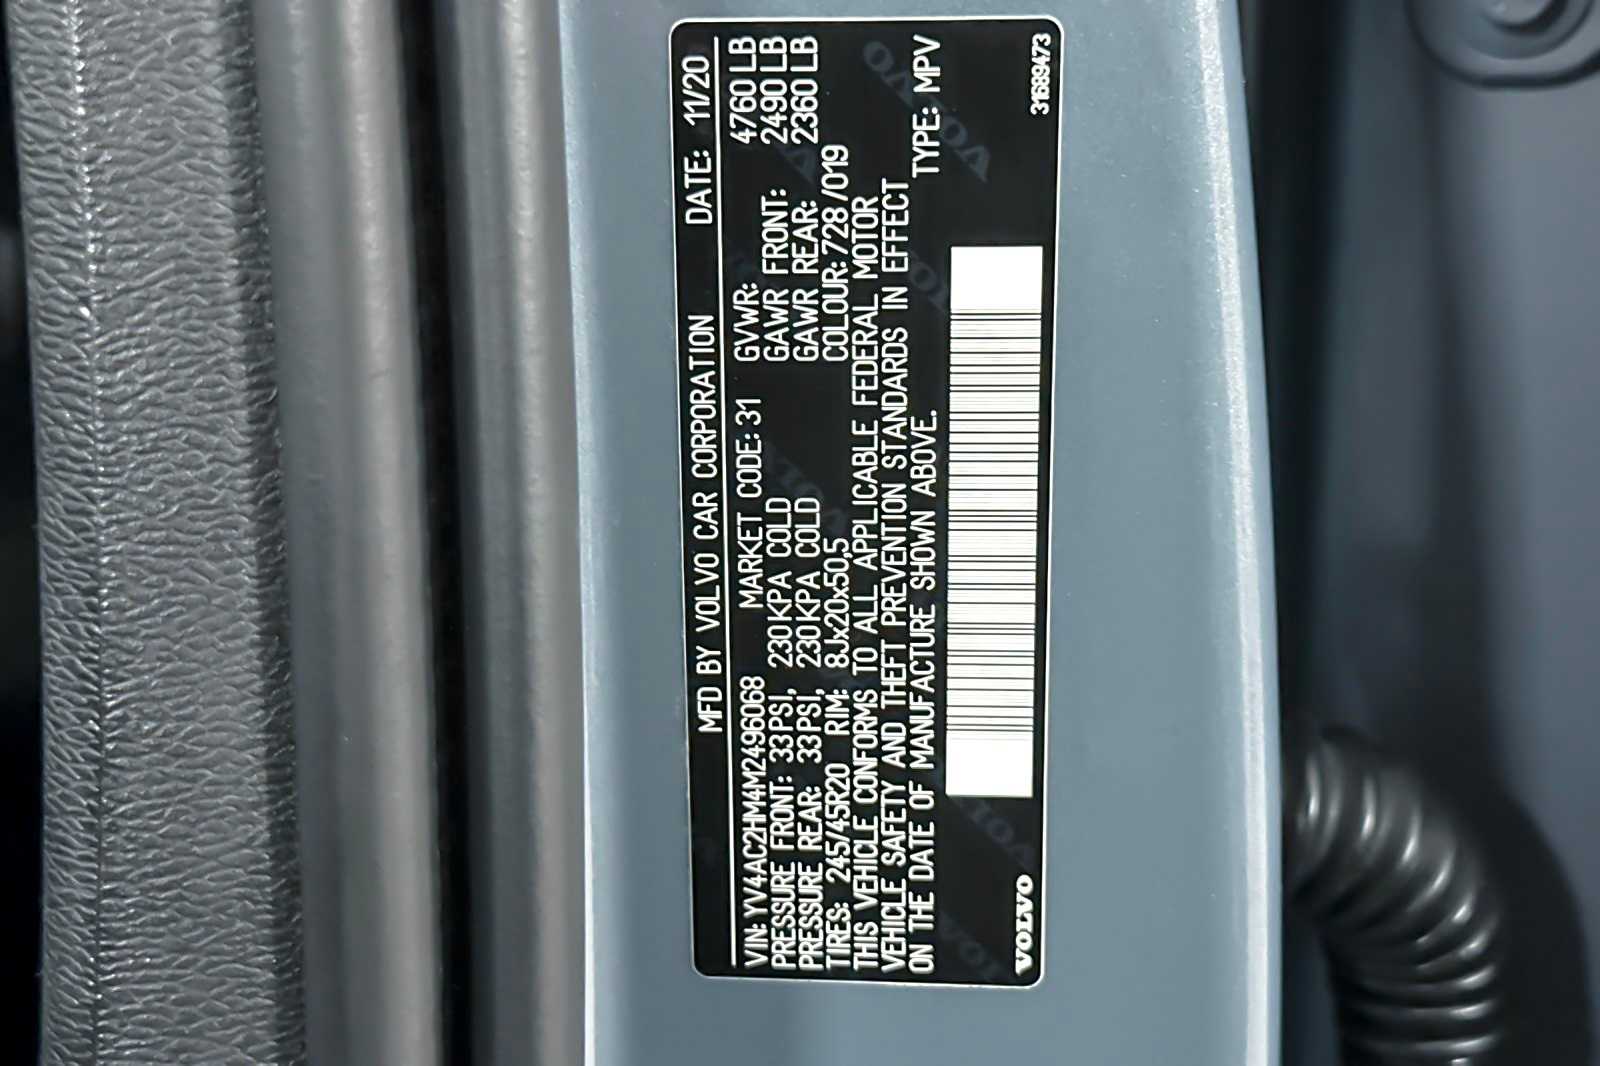 MFD BY VOLVO CAR CORPORATION DATE: 11/20
VIN: YV4AC2HM4M2496068 MARKET CODE: 31 GVWR: 4760 LB
PRESSURE FRONT: 33PSI, 230KPA COLD GAWR FRONT: 2490 LB
PRESSURE REAR: 33PSI, 230KPA COLD GAWR REAR: 2360 LB
TIRES: 245/45R20 RIM: 8Jx20x50,5 COLOUR: 728 /019
THIS VEHICLE CONFORMS TO ALL APPLICABLE FEDERAL MOTOR
VEHICLE SAFETY AND THEFT PREVENTION STANDARDS IN EFFECT
ON THE DATE OF MANUFACTURE SHOWN ABOVE. TYPE: MPV
VOLVO 31689473